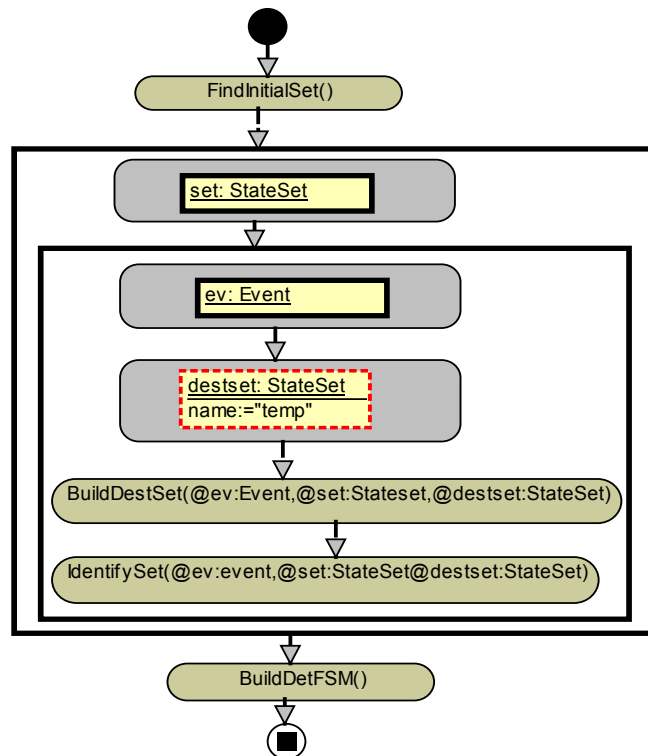 FindInitialSet()
set: StateSet
ev: Event
destset: StateSet
name:="temp"
BuildDestSet(@ev:Event,@set:Stateset,@destset:StateSet)
IdentifySet(@ev:event,@set:StateSet@destset:StateSet)
BuildDetFSM()